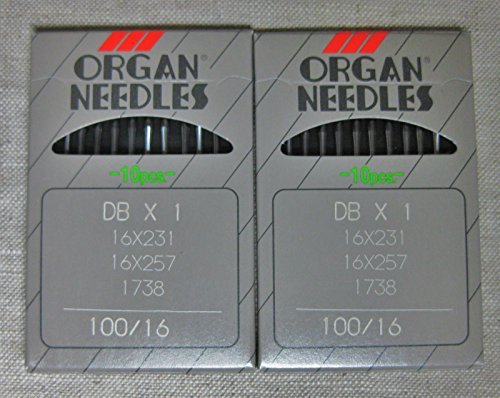 ORGAN®
NEEDLES
-10pcs-
DB X 1
16X231
16X257
1738
100/16
ORGAN®
NEEDLES
-10pcs-
DB X 1
16X231
16X257
1738
100/16